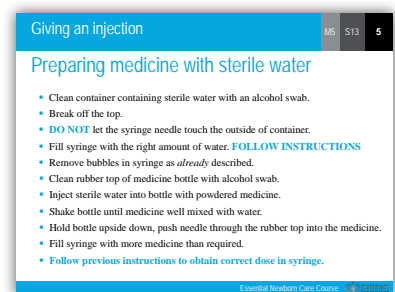 Giving an injection
M5 S13 5
Preparing medicine with sterile water
▪ Clean container containing sterile water with an alcohol swab.
▪ Break off the top.
▪ DO NOT let the syringe needle touch the outside of container.
▪ Fill syringe with the right amount of water. FOLLOW INSTRUCTIONS
▪ Remove bubbles in syringe as already described.
▪ Clean rubber top of medicine bottle with alcohol swab.
▪ Inject sterile water into bottle with powdered medicine.
▪ Shake bottle until medicine well mixed with water.
▪ Hold bottle upside down, push needle through the rubber top into the medicine.
▪ Fill syringe with more medicine than required.
▪ Follow previous instructions to obtain correct dose in syringe.
Essential Newborn Care Course